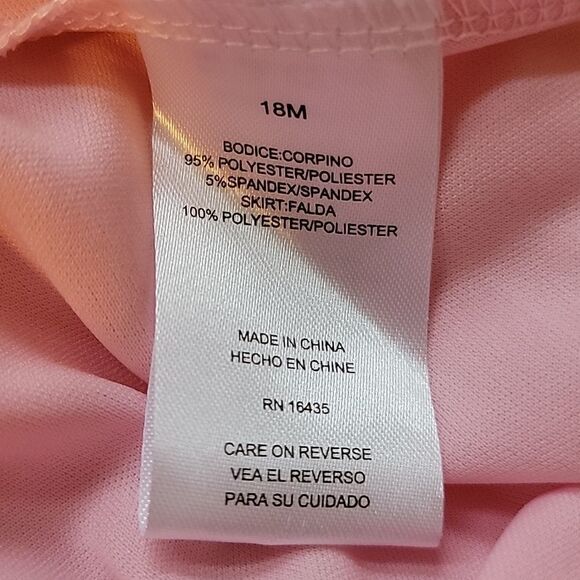 18M
BODICE:CORPINO
95% POLYESTER/POLIESTER
5%SPANDEX/SPANDEX
SKIRT:FALDA
100% POLYESTER/POLIESTER
MADE IN CHINA
HECHO EN CHINE
RN 16435
CARE ON REVERSE
VEA EL REVERSO
PARA SU CUIDADO